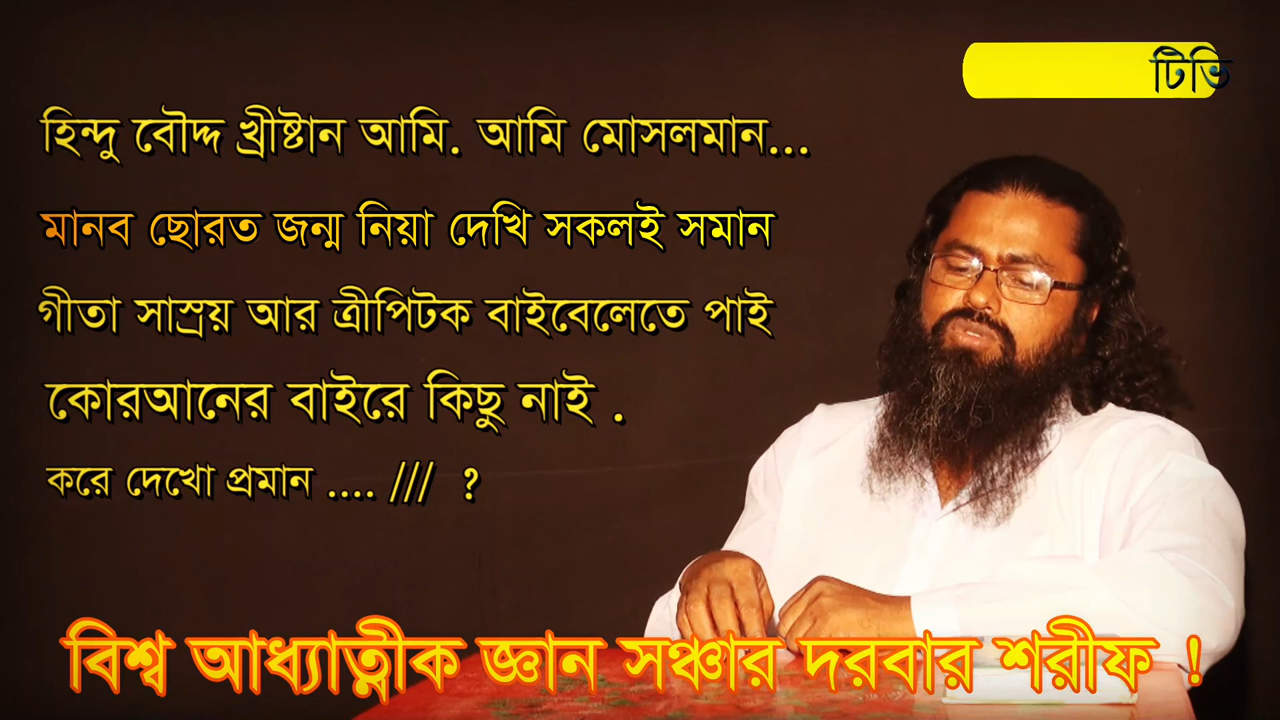 টিভি
হিন্দু বৌদ্দ খ্রীষ্টান আমি. আমি মোসলমান...
মানব ছোরত জন্ম নিয়া দেখি সকলই সমান
গীতা সাস্রয় আর ত্রীপিটক বাইবেলেতে পাই
কোরআনের বাইরে কিছু নাই .
করে দেখো প্রমান .... /// ?
বিশ্ব আধ্যাত্নীক জ্ঞান সঞ্চার দরবার শরীফ !